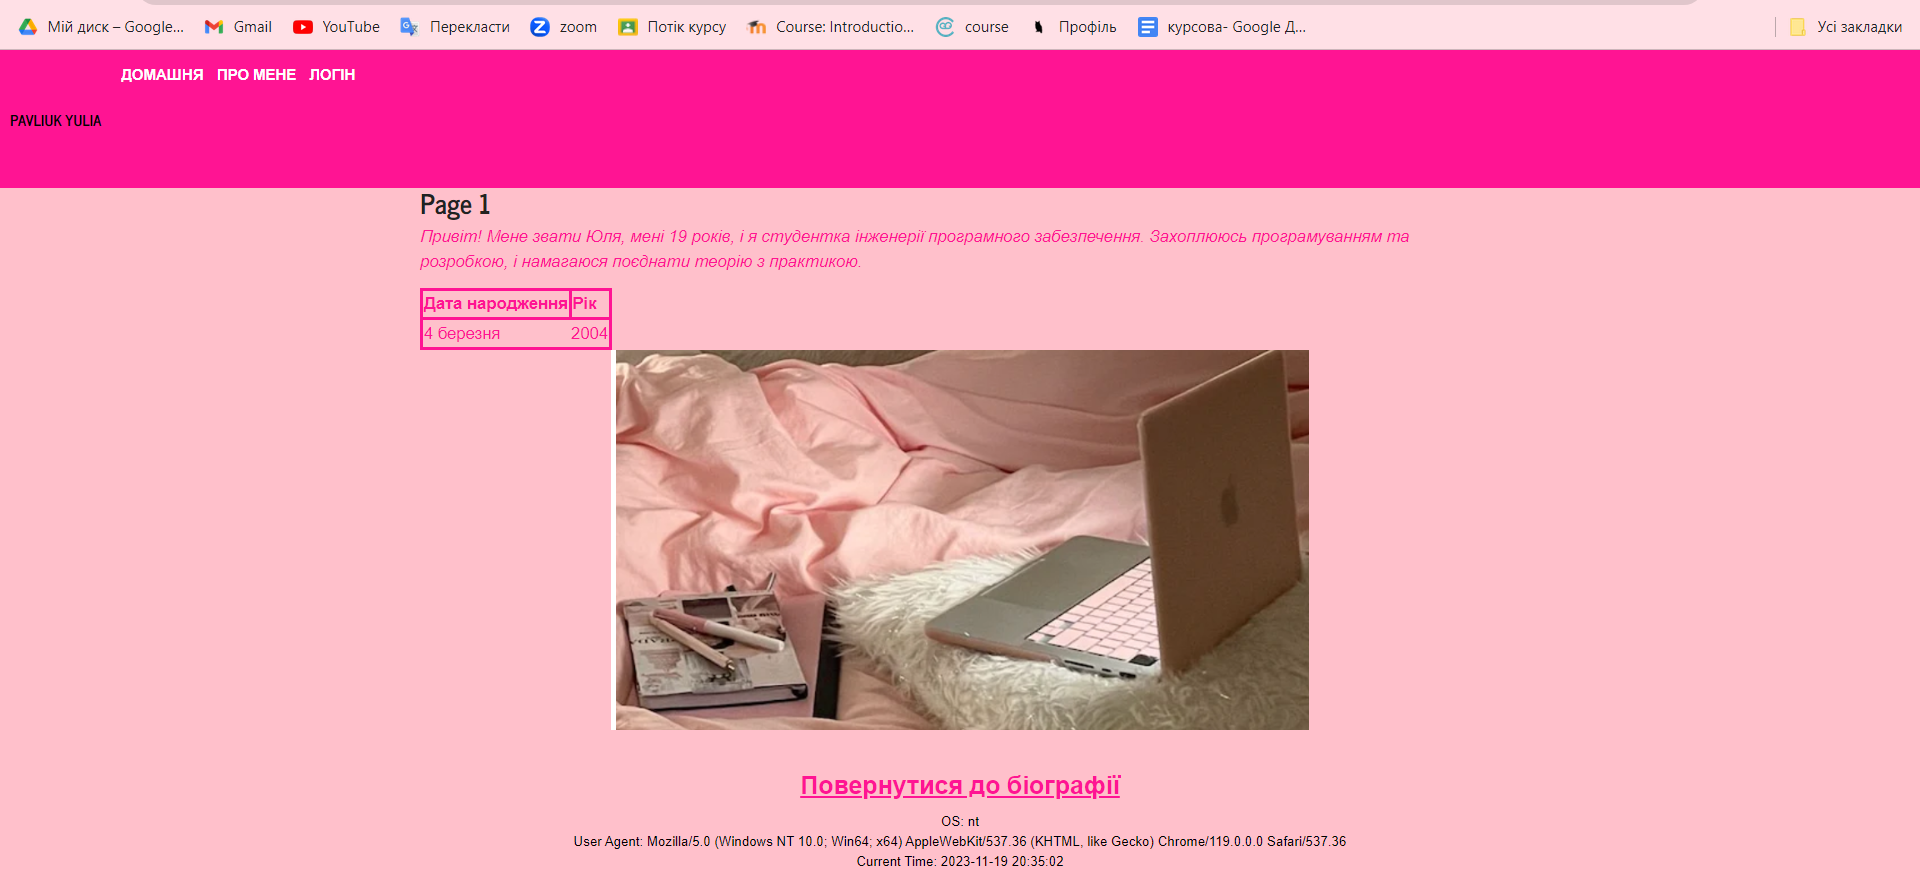 Мій диск – Google... Gmail YouTube Перекласти zoom Потік курсу Course: Introductio... course Профіль курсова- Google Д... Усі закладки
ДОМАШНЯ ПРО МЕНЕ ЛОГІН
PAVLIUK YULIA
Page 1
Привіт! Мене звати Юля, мені 19 років, і я студентка інженерії програмного забезпечення. Захоплююсь програмуванням та
розробкою, і намагаюся поєднати теорію з практикою.
Дата народження Рік
4 березня 2004
Повернутися до біографії
OS: nt
User Agent: Mozilla/5.0 (Windows NT 10.0; Win64; x64) AppleWebKit/537.36 (KHTML, like Gecko) Chrome/119.0.0.0 Safari/537.36
Current Time: 2023-11-19 20:35:02